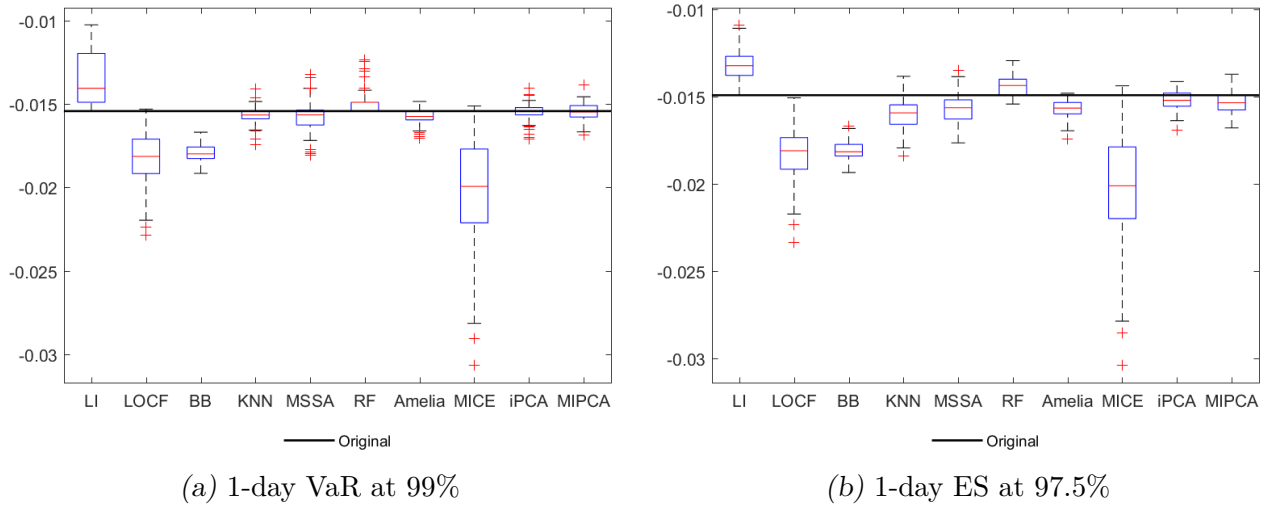 -0.01
-0.015
-0.02
-0.025
-0.03
LI LOCF BB KNN MSSA RF Amelia MICE iPCA MIPCA
Original
(a) 1-day VaR at 99%
-0.01
-0.015
-0.02
-0.025
-0.03
LI LOCF BB KNN MSSA RF Amelia MICE iPCA MIPCA
Original
(b) 1-day ES at 97.5%